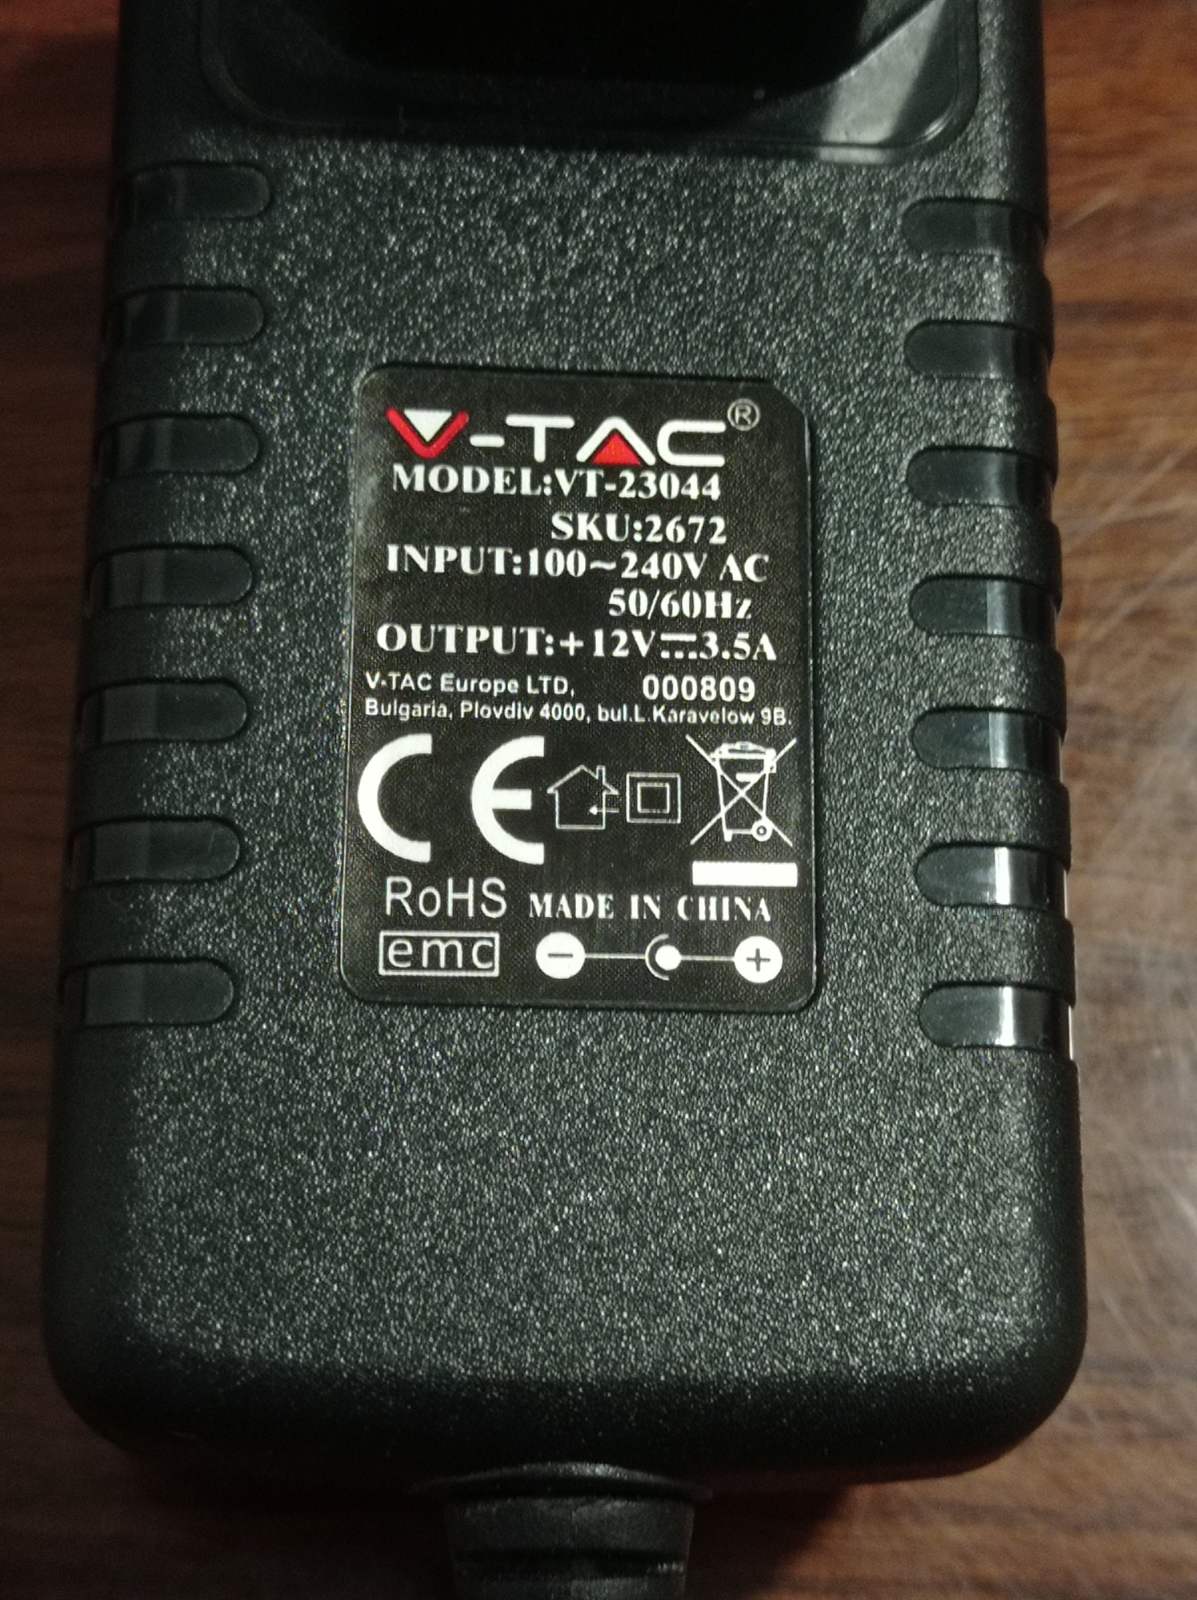 V-TAC®
MODEL:VT-23044
SKU:2672
INPUT:100~240V AC
50/60Hz
OUTPUT:+12V⎓3.5A
V-TAC Europe LTD, 000809
Bulgaria, Plovdiv 4000, bul.L.Karavelow 9B.
CE
RoHS MADE IN CHINA
emc − +